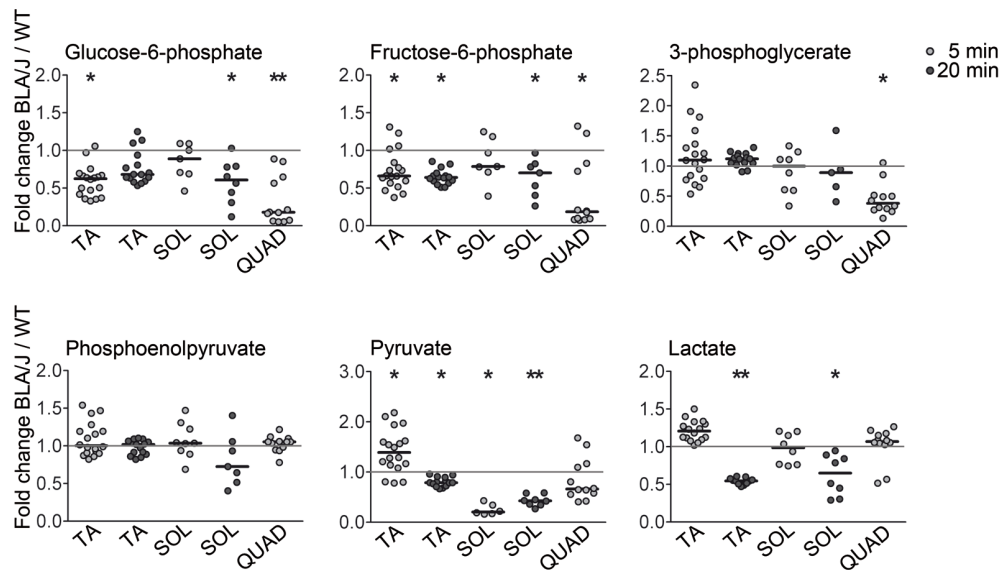 Fold change BLA/J / WT
Glucose-6-phosphate
2.0
1.5
1.0
0.5
0.0
* * **
TA TA SOL SOL QUAD
Fructose-6-phosphate
2.0
1.5
1.0
0.5
0.0
* * * *
TA TA SOL SOL QUAD
3-phosphoglycerate
2.5
2.0
1.5
1.0
0.5
0.0
*
TA TA SOL SOL QUAD
5 min
20 min
Fold change BLA/J / WT
Phosphoenolpyruvate
2.0
1.5
1.0
0.5
0.0
TA TA SOL SOL QUAD
Pyruvate
3.0
2.0
1.0
0.0
* * * **
TA TA SOL SOL QUAD
Lactate
2.0
1.5
1.0
0.5
0.0
** *
TA TA SOL SOL QUAD